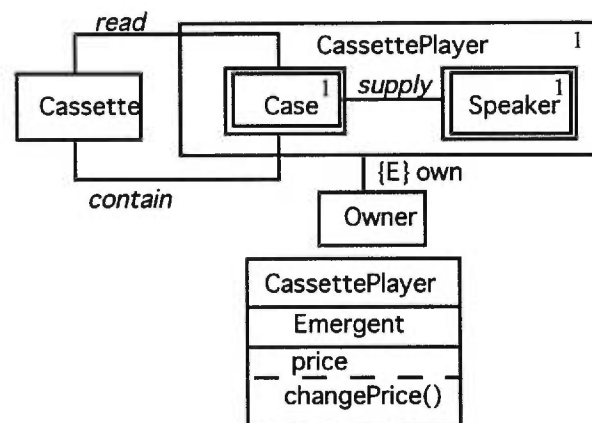 read
CassettePlayer 1
Cassette
Case 1
supply
Speaker 1
contain
{E} own
Owner
CassettePlayer
Emergent
price
changePrice()